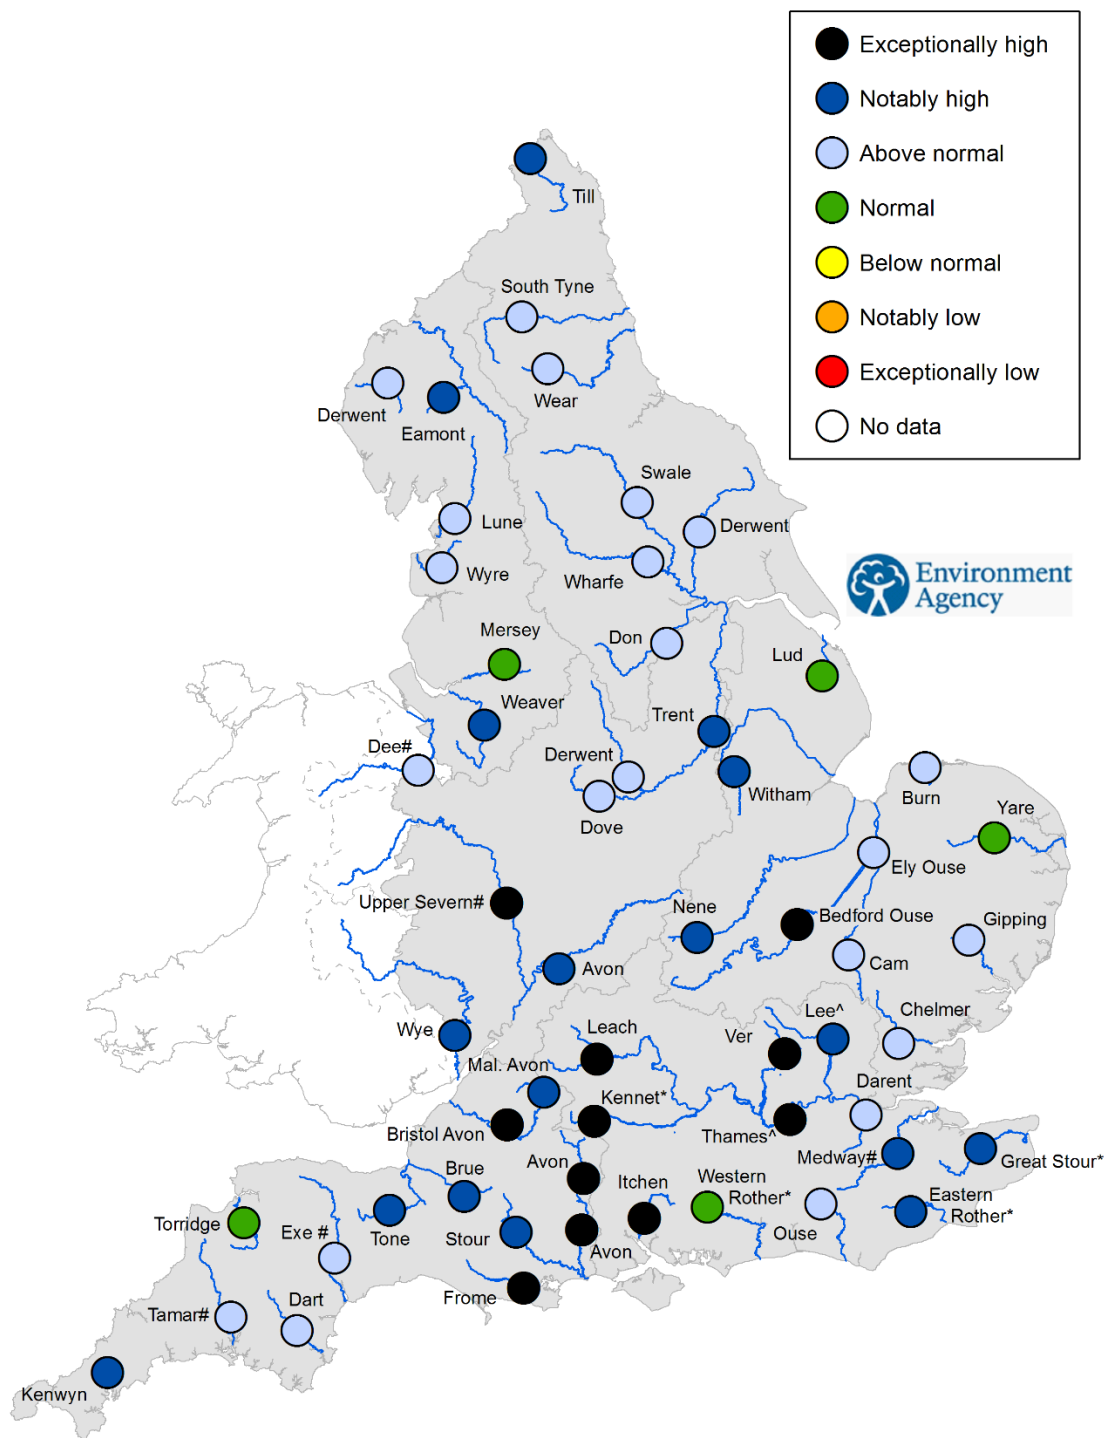 Exceptionally high
Notably high
Above normal
Normal
Below normal
Notably low
Exceptionally low
No data
Till
South Tyne
Wear
Derwent
Eamont
Swale
Lune
Derwent
Wyre
Wharfe
Environment
Agency
Mersey
Don
Lud
Weaver
Trent
Dee#
Derwent
Witham
Dove
Burn
Yare
Ely Ouse
Upper Severn#
Nene
Bedford Ouse
Gipping
Avon
Cam
Wye
Leach
Ver
Lee^
Chelmer
Mal. Avon
Kennet*
Darent
Bristol Avon
Thames^
Medway#
Great Stour*
Brue
Avon
Itchen
Western
Rother*
Eastern
Rother*
Torridge
Exe #
Tone
Stour
Avon
Ouse
Frome
Tamar#
Dart
Kenwyn